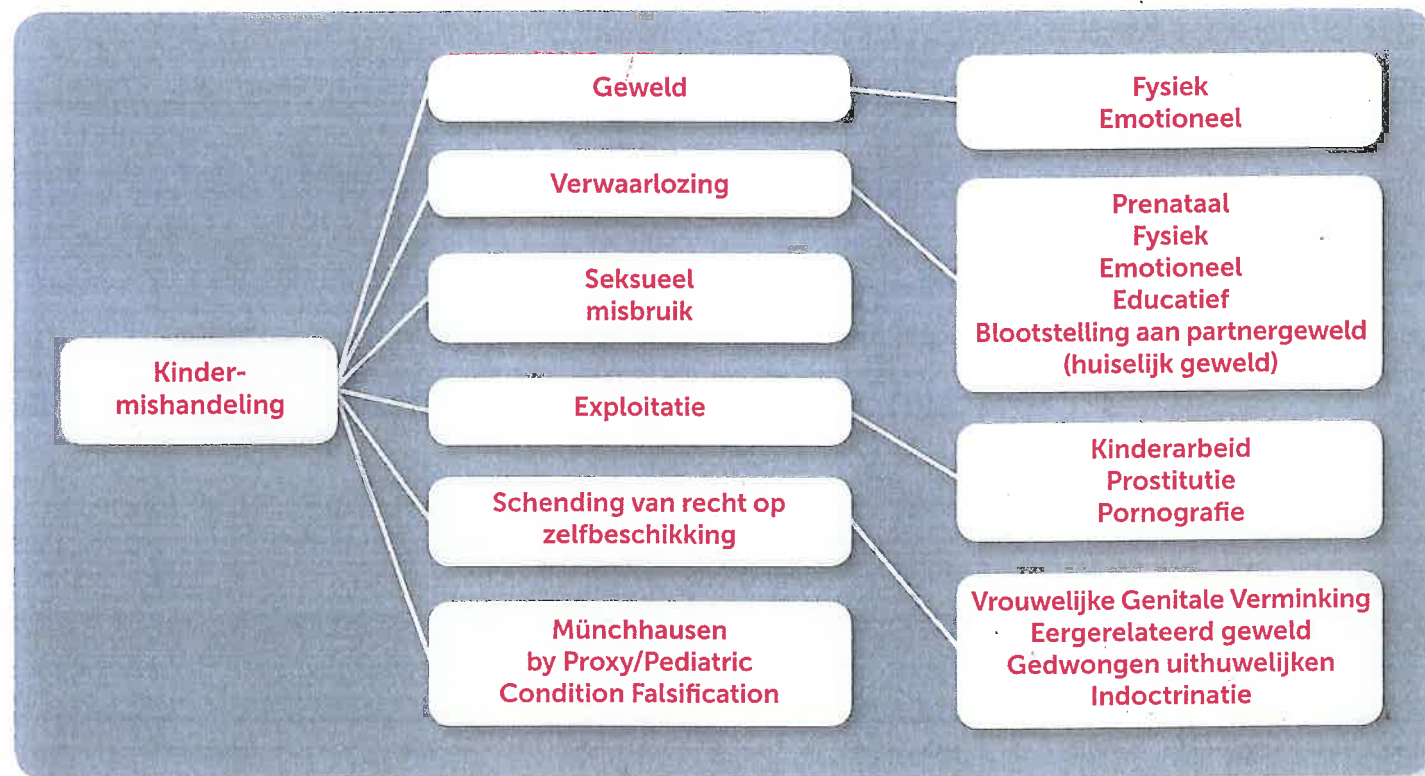 Kinder-
mishandeling
Geweld
Verwaarlozing
Seksueel
misbruik
Exploitatie
Schending van recht op
zelfbeschikking
Münchhausen
by Proxy/Pediatric
Condition Falsification
Fysiek
Emotioneel
Prenataal
Fysiek
Emotioneel
Educatief
Blootstelling aan partnergeweld
(huiselijk geweld)
Kinderarbeid
Prostitutie
Pornografie
Vrouwelijke Genitale Verminking
Eergerelateerd geweld
Gedwongen uithuwelijken
Indoctrinatie